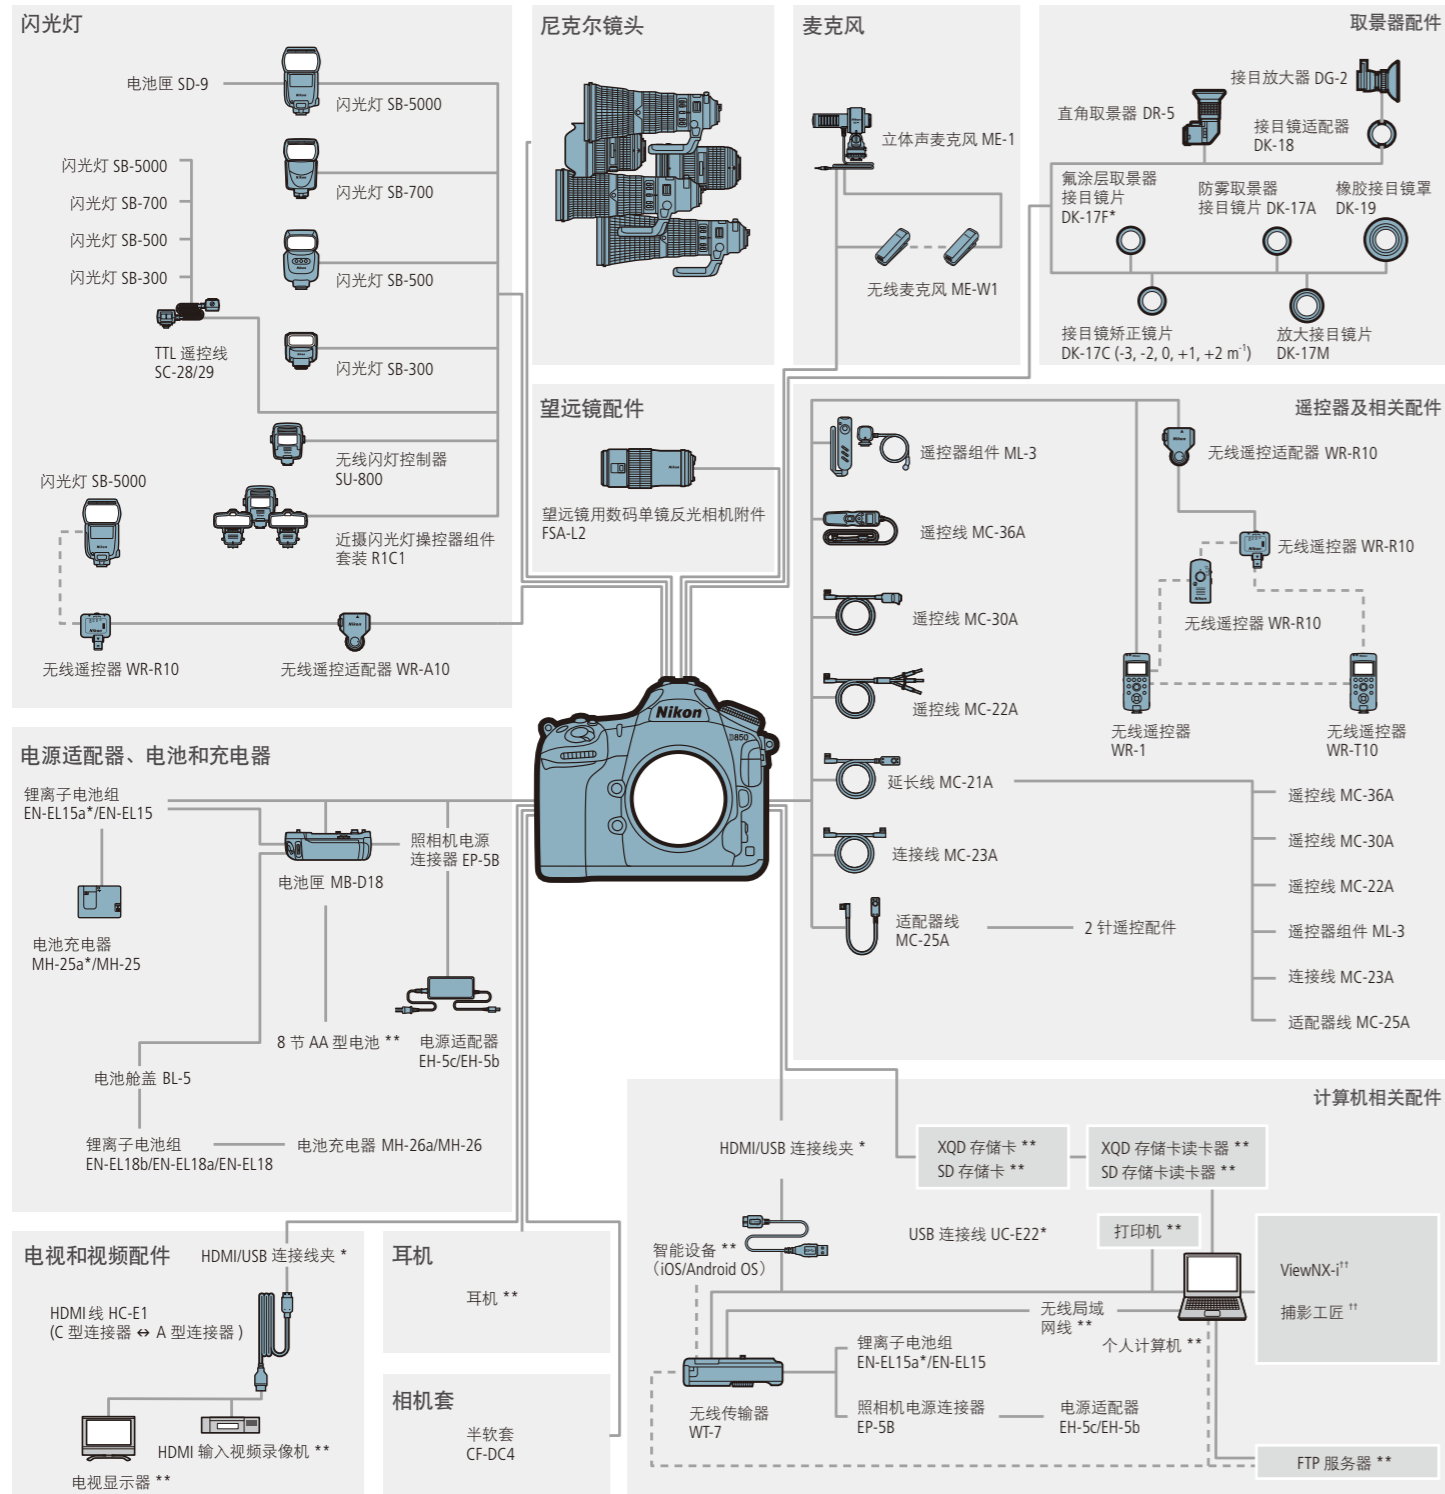 闪光灯
电池匣 SD-9
闪光灯 SB-5000
闪光灯 SB-5000
闪光灯 SB-700
闪光灯 SB-700
闪光灯 SB-500
闪光灯 SB-500
闪光灯 SB-300
TTL 遥控线
SC-28/29
闪光灯 SB-300
无线闪灯控制器
SU-800
闪光灯 SB-5000
近摄闪光灯操控器组件
套装 R1C1
无线遥控器 WR-R10
无线遥控适配器 WR-A10
尼克尔镜头
麦克风
立体声麦克风 ME-1
无线麦克风 ME-W1
取景器配件
接目放大器 DG-2
直角取景器 DR-5
接目镜适配器
DK-18
氟涂层取景器
接目镜片
DK-17F*
防雾取景器
接目镜片 DK-17A
橡胶接目镜罩
DK-19
接目镜矫正镜片
DK-17C (-3, -2, 0, +1, +2 m⁻¹)
放大接目镜片
DK-17M
望远镜配件
望远镜用数码单镜反光相机附件
FSA-L2
遥控器及相关配件
遥控器组件 ML-3
无线遥控适配器 WR-R10
遥控线 MC-36A
无线遥控器 WR-R10
遥控线 MC-30A
无线遥控器 WR-R10
遥控线 MC-22A
无线遥控器
WR-1
无线遥控器
WR-T10
延长线 MC-21A
遥控线 MC-36A
遥控线 MC-30A
连接线 MC-23A
遥控线 MC-22A
适配器线
MC-25A
2 针遥控配件
遥控器组件 ML-3
连接线 MC-23A
适配器线 MC-25A
Nikon
D850
电源适配器、电池和充电器
锂离子电池组
EN-EL15a*/EN-EL15
电池匣 MB-D18
照相机电源
连接器 EP-5B
电池充电器
MH-25a*/MH-25
8 节 AA 型电池 **
电源适配器
EH-5c/EH-5b
电池舱盖 BL-5
锂离子电池组
EN-EL18b/EN-EL18a/EN-EL18
电池充电器 MH-26a/MH-26
电视和视频配件
HDMI/USB 连接线夹 *
HDMI 线 HC-E1
(C 型连接器 ↔ A 型连接器 )
HDMI 输入视频录像机 **
电视显示器 **
耳机
耳机 **
相机套
半软套
CF-DC4
计算机相关配件
HDMI/USB 连接线夹 *
XQD 存储卡 **
SD 存储卡 **
XQD 存储卡读卡器 **
SD 存储卡读卡器 **
USB 连接线 UC-E22*
打印机 **
智能设备 **
（iOS/Android OS）
ViewNX-i††
捕影工匠 ††
无线局域
网线 **
个人计算机 **
锂离子电池组
EN-EL15a*/EN-EL15
无线传输器
WT-7
照相机电源连接器
EP-5B
电源适配器
EH-5c/EH-5b
FTP 服务器 **